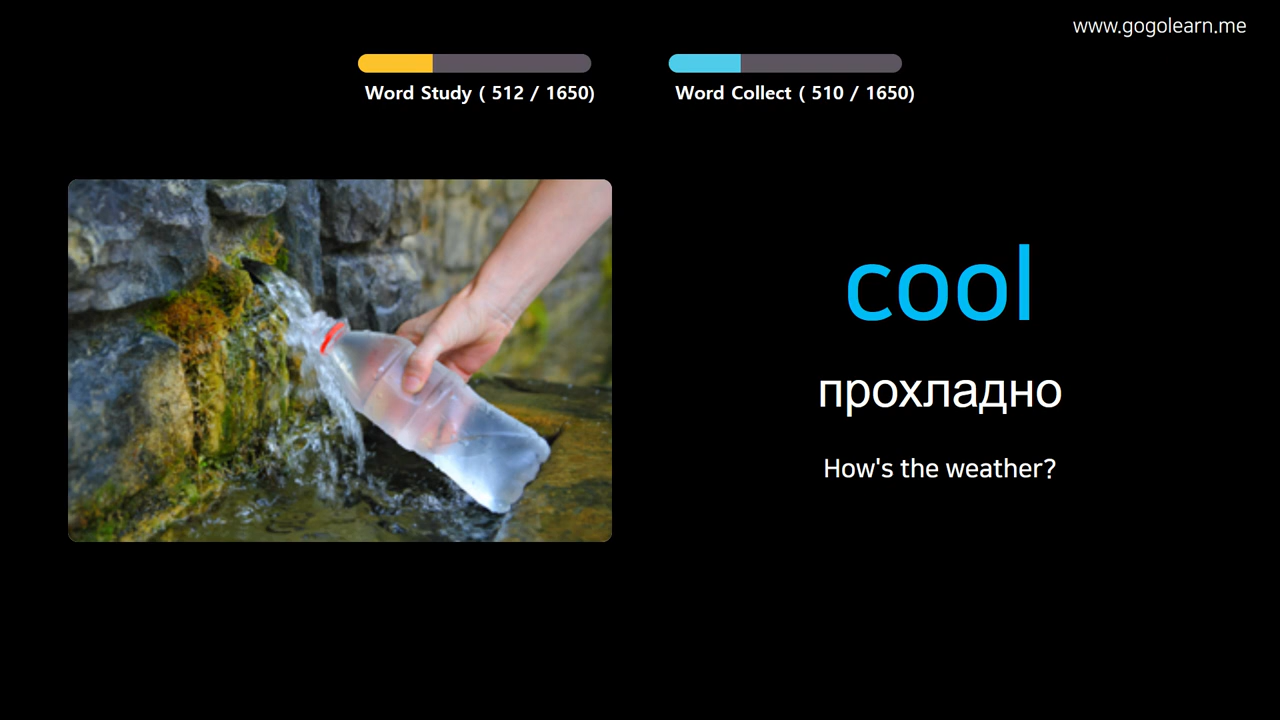 www.gogolearn.me
Word Study ( 512 / 1650)
Word Collect ( 510 / 1650)
cool
прохладно
How's the weather?